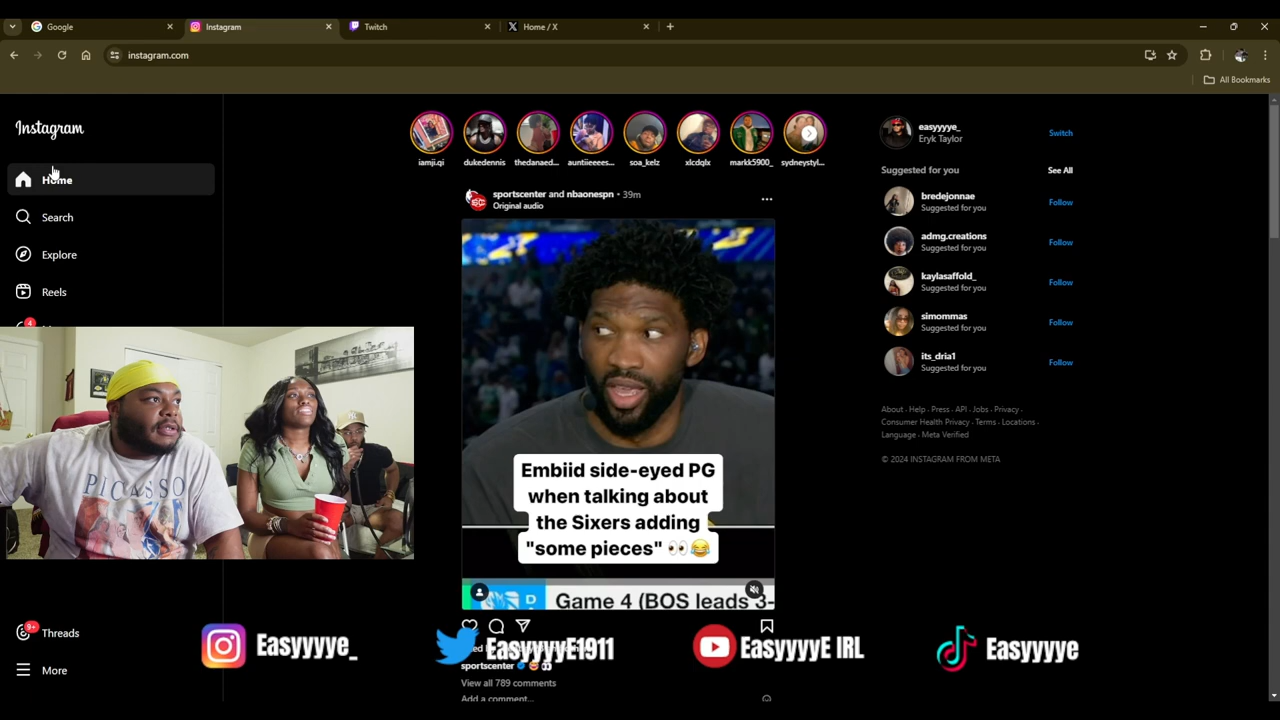 Google
Instagram
Twitch
Home / X
instagram.com
All Bookmarks
Instagram
Home
Search
Explore
Reels
4
9+
Threads
More
iamji.qi
dukedennis
thedanaed...
auntiieeees...
soa_kelz
xlcdqlx
markk5900_
sydneystyl...
sportscenter and nbaonespn • 39m
Original audio
Embiid side-eyed PG
when talking about
the Sixers adding
"some pieces" 👀😂
Game 4 (BOS leads 3-
sportscenter
View all 789 comments
Add a comment...
easyyyye_
Eryk Taylor
Switch
Suggested for you
See All
bredejonnae
Suggested for you
Follow
admg.creations
Suggested for you
Follow
kaylasaffold_
Suggested for you
Follow
simommas
Suggested for you
Follow
its_dria1
Suggested for you
Follow
About · Help · Press · API · Jobs · Privacy ·
Consumer Health Privacy · Terms · Locations ·
Language · Meta Verified
© 2024 INSTAGRAM FROM META
PICASSO
Easyyyye_
EasyyyyE1911
EasyyyyE IRL
Easyyyye